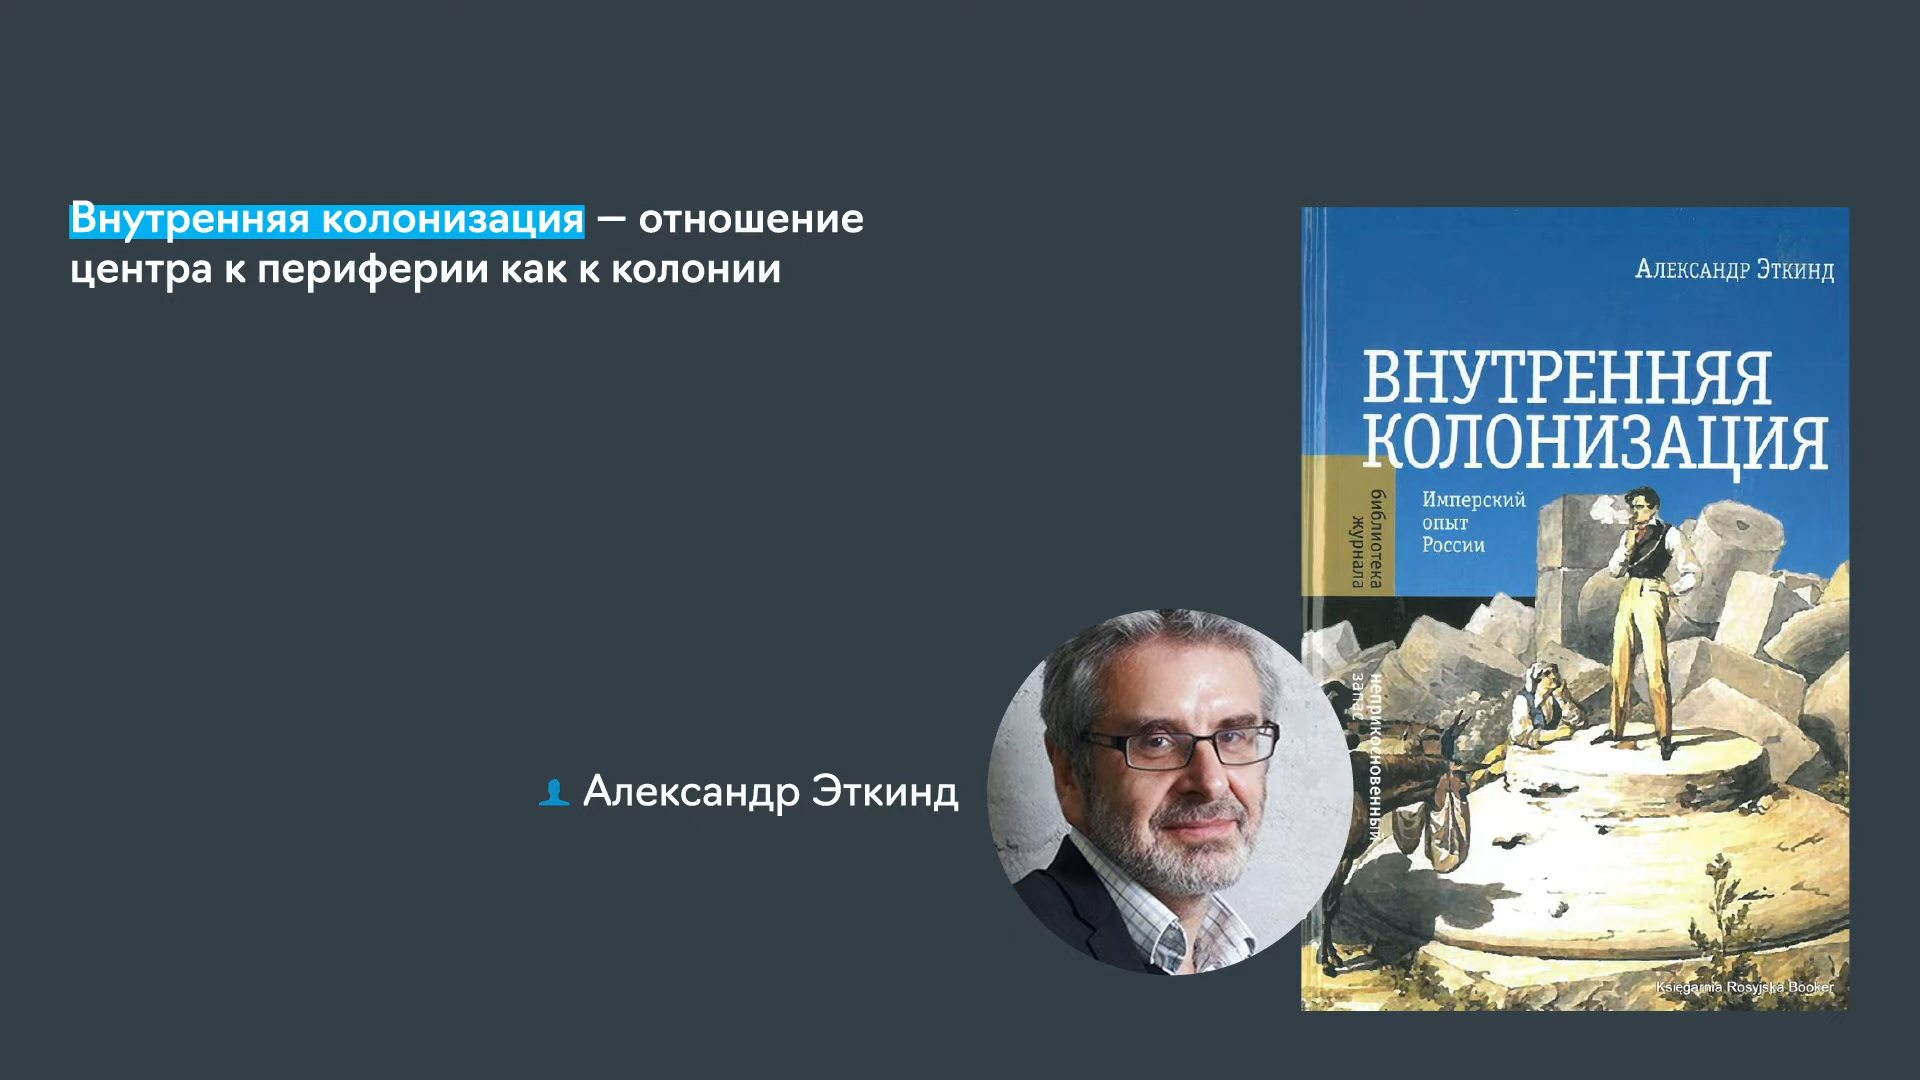 Внутренняя колонизация — отношение
центра к периферии как к колонии
Александр Эткинд
Александр Эткинд
ВНУТРЕННЯЯ
КОЛОНИЗАЦИЯ
Имперский
опыт
России
библиотека
журнала
неприкосновенный
запас
Księgarnia Rosyjska Booker